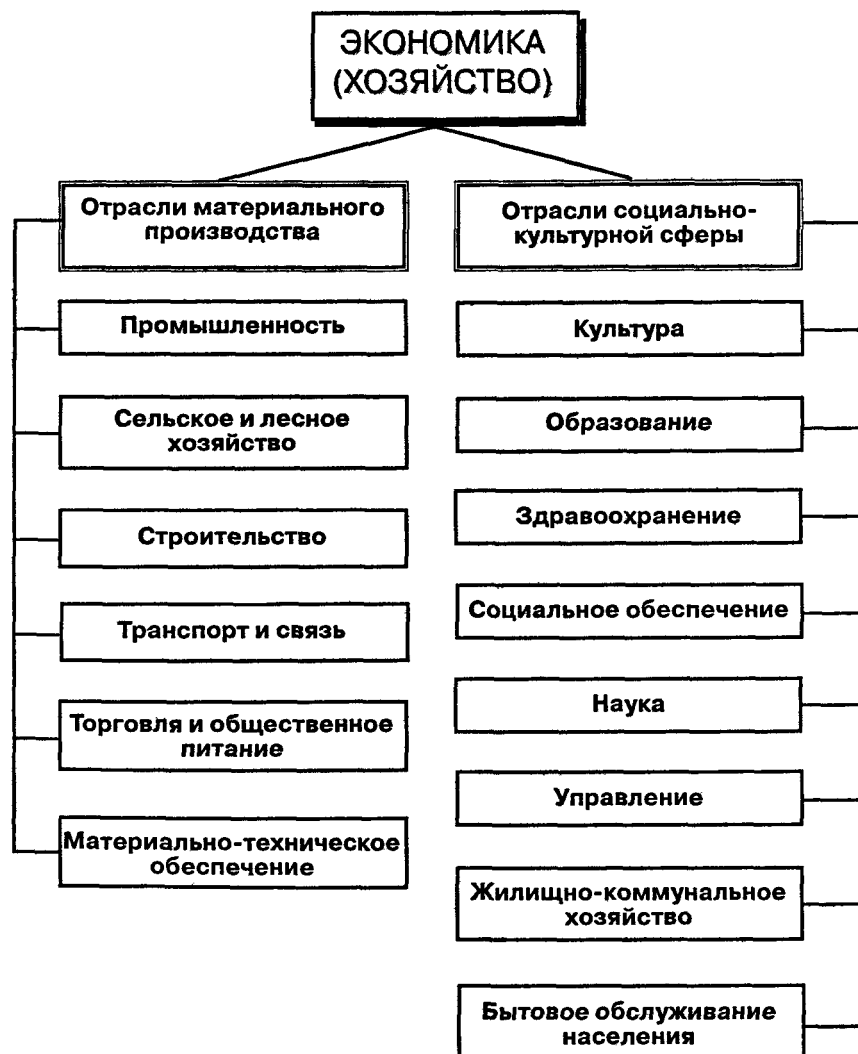 ЭКОНОМИКА
(ХОЗЯЙСТВО)
Отрасли материального
производства
Промышленность
Сельское и лесное
хозяйство
Строительство
Транспорт и связь
Торговля и общественное
питание
Материально-техническое
обеспечение
Отрасли социально-
культурной сферы
Культура
Образование
Здравоохранение
Социальное обеспечение
Наука
Управление
Жилищно-коммунальное
хозяйство
Бытовое обслуживание
населения